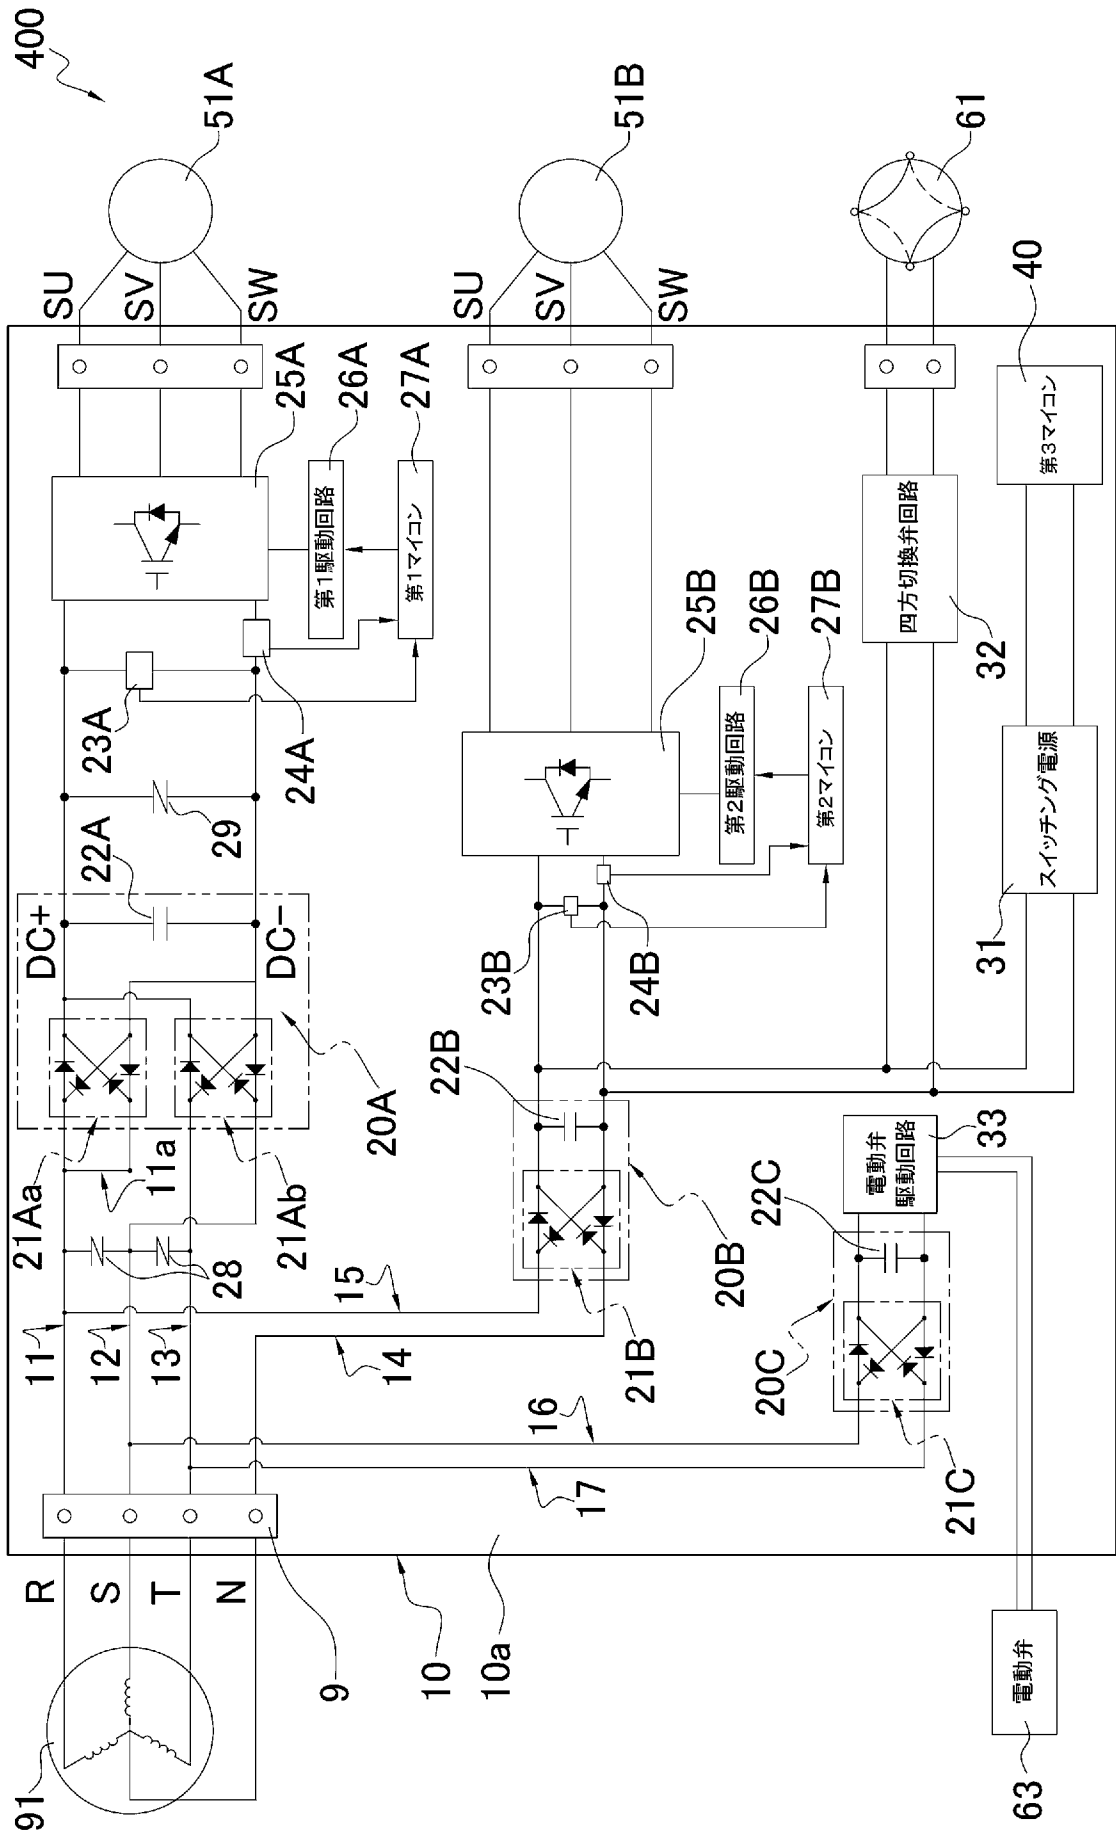 400
91
R
S
T
N
9
10
10a
11
12
13
14
15
16
17
28
11a
21Aa
21Ab
20A
DC+
DC−
22A
29
23A
24A
25A
第1駆動回路
26A
第1マイコン
27A
SU
SV
SW
51A
21B
20B
22B
23B
24B
25B
第2駆動回路
26B
第2マイコン
27B
SU
SV
SW
51B
21C
20C
22C
電動弁
駆動回路
33
電動弁
63
四方切換弁回路
32
61
スイッチング電源
31
第3マイコン
40